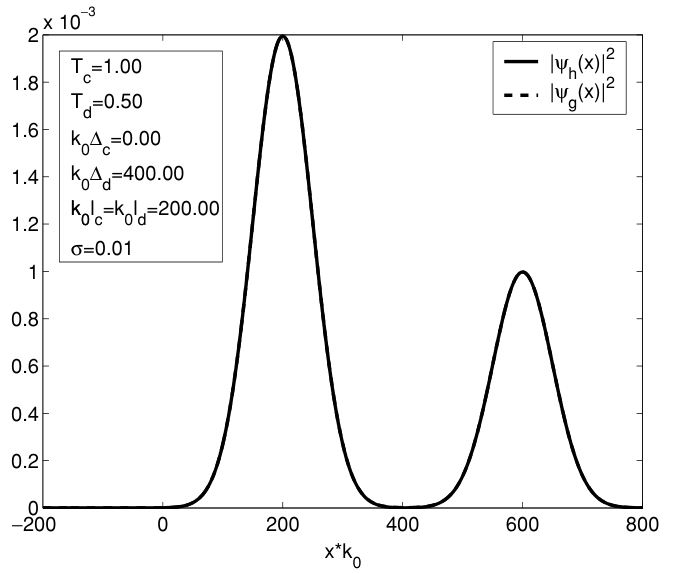 x 10⁻³
2
1.8
1.6
1.4
1.2
1
0.8
0.6
0.4
0.2
0
T_c=1.00
T_d=0.50
k_0Δ_c=0.00
k_0Δ_d=400.00
k_0l_c=k_0l_d=200.00
σ=0.01
|ψ_h(x)|²
|ψ_g(x)|²
−200 0 200 400 600 800
x*k_0